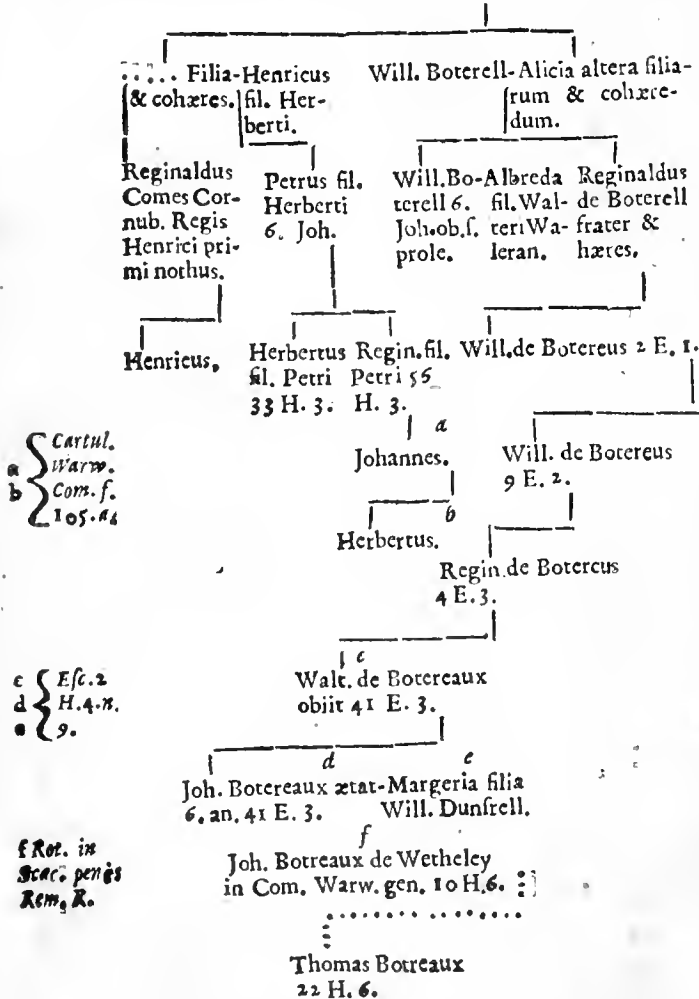 ..... Filia-Henricus
& cohæres. fil. Her-
berti.
Will. Boterell-Alicia altera filia-
rum & cohære-
dum.
Reginaldus
Comes Cor-
nub. Regis
Henrici pri-
mi nothus.
Petrus fil.
Herberti
6. Joh.
Will.Bo-Albreda Reginaldus
terell 6. fil. Wal- de Boterell
Joh.ob.ſ. teri Wa- frater &
prole. leran. hæres.
Henricus,
Herbertus Regin.fil. Will.de Botereus 2 E. 1.
fil. Petri Petri 56
33 H. 3. H. 3.
a
Johannes.
Will. de Botereus
9 E. 2.
a
b
Cartul.
Warw.
Com. f.
105. a.
b
Herbertus.
Regin.de Botereus
4 E. 3.
c
Walt. de Botereaux
obiit 41 E. 3.
c
d
e
Eſc. 2
H. 4. n.
9.
d e
Joh. Botereaux ætat-Margeria filia
6. an. 41 E. 3. Will. Dunſtrell.
f
Joh. Botreaux de Wetheley
in Com. Warw. gen. 10 H. 6.
f Rot. in
Scac. penès
Rem. R.
Thomas Botreaux
22 H. 6.